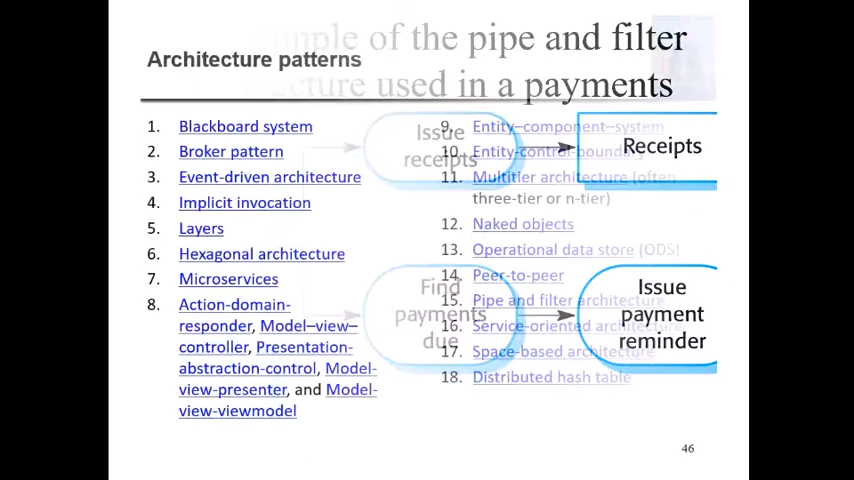 mple of the pipe and filter
Architecture patterns
cture used in a payments
1. Blackboard system
2. Broker pattern
3. Event-driven architecture
4. Implicit invocation
5. Layers
6. Hexagonal architecture
7. Microservices
8. Action-domain-
responder, Model–view–
controller, Presentation-
abstraction-control, Model-
view-presenter, and Model-
view-viewmodel
9. Entity–component–system
10. Entity-control-boundary
11. Multitier architecture (often
three-tier or n-tier)
12. Naked objects
13. Operational data store (ODS)
14. Peer-to-peer
15. Pipe and filter architecture
16. Service-oriented architecture
17. Space-based architecture
18. Distributed hash table
Issue
receipts
Receipts
Find
payments
due
Issue
payment
reminder
46